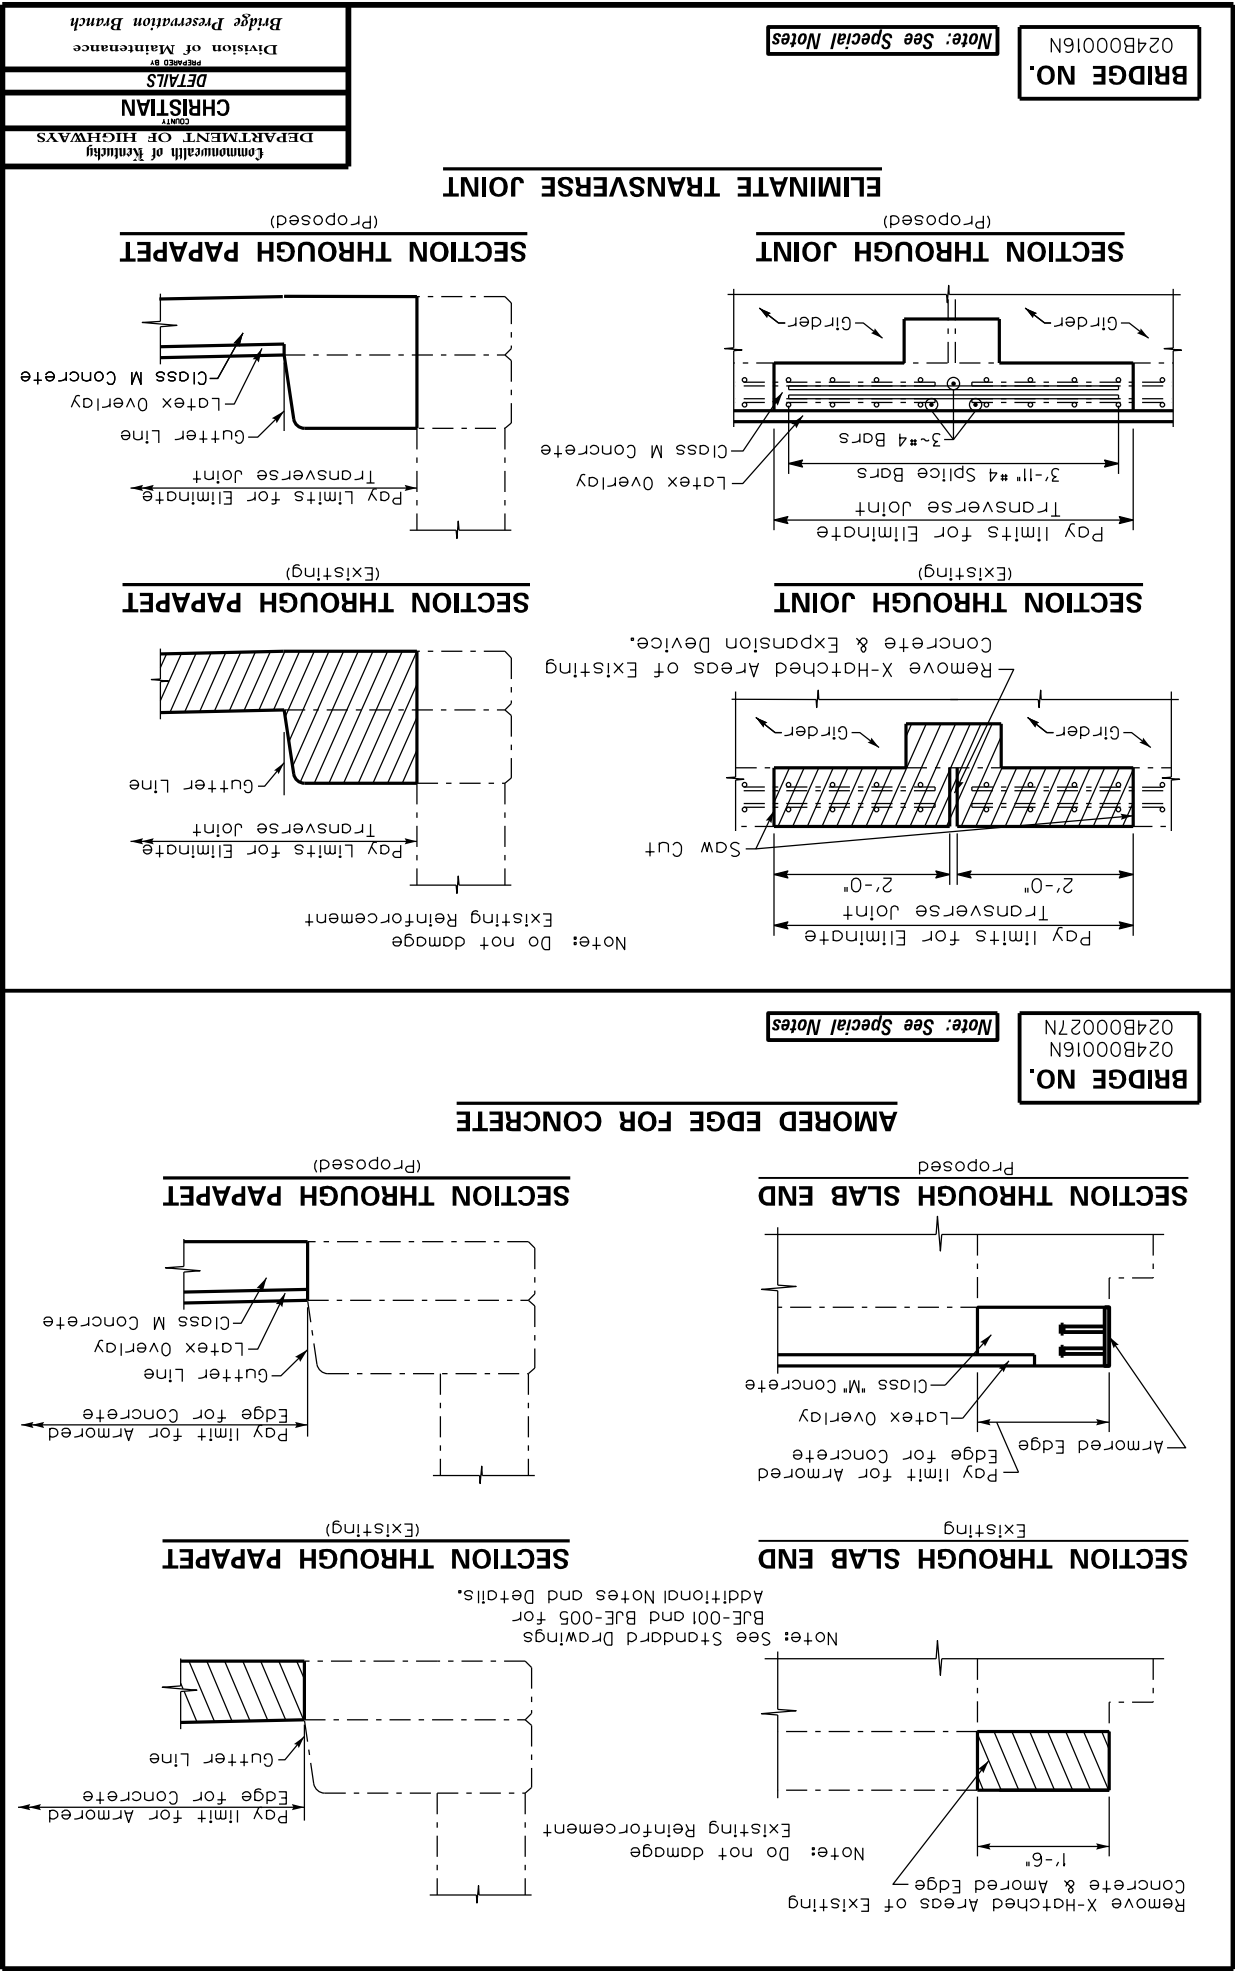 Remove X-Hatched Areas of Existing
Concrete & Amored Edge
1'-6"
Note: Do not damage
Existing Reinforcement
Pay limit for Armored
Edge for Concrete
Gutter Line
Note: See Standard Drawings
BJE-001 and BJE-005 for
Additional Notes and Details.
SECTION THROUGH SLAB END
Existing
SECTION THROUGH PAPAPET
(Existing)
Pay limit for Armored
Edge for Concrete
Armored Edge
Latex Overlay
Class "M" Concrete
Pay limit for Armored
Edge for Concrete
Gutter Line
Latex Overlay
Class M Concrete
SECTION THROUGH SLAB END
Proposed
SECTION THROUGH PAPAPET
(Proposed)
AMORED EDGE FOR CONCRETE
BRIDGE NO.
024B00016N
024B00027N
Note: See Special Notes
Pay limits for Eliminate
Transverse Joint
2'-0"
2'-0"
Saw Cut
Girder
Girder
Remove X-Hatched Areas of Existing
Concrete & Expansion Device.
Note: Do not damage
Existing Reinforcement
Pay Limits for Eliminate
Transverse Joint
Gutter Line
SECTION THROUGH JOINT
(Existing)
SECTION THROUGH PAPAPET
(Existing)
Pay limits for Eliminate
Transverse Joint
3'-11" #4 Splice Bars
3~#4 Bars
Latex Overlay
Class M Concrete
Girder
Girder
Pay Limits for Eliminate
Transverse Joint
Gutter Line
Latex Overlay
Class M Concrete
SECTION THROUGH JOINT
(Proposed)
SECTION THROUGH PAPAPET
(Proposed)
ELIMINATE TRANSVERSE JOINT
BRIDGE NO.
024B00016N
Note: See Special Notes
Commonwealth of Kentucky
DEPARTMENT OF HIGHWAYS
COUNTY
CHRISTIAN
DETAILS
PREPARED BY
Division of Maintenance
Bridge Preservation Branch